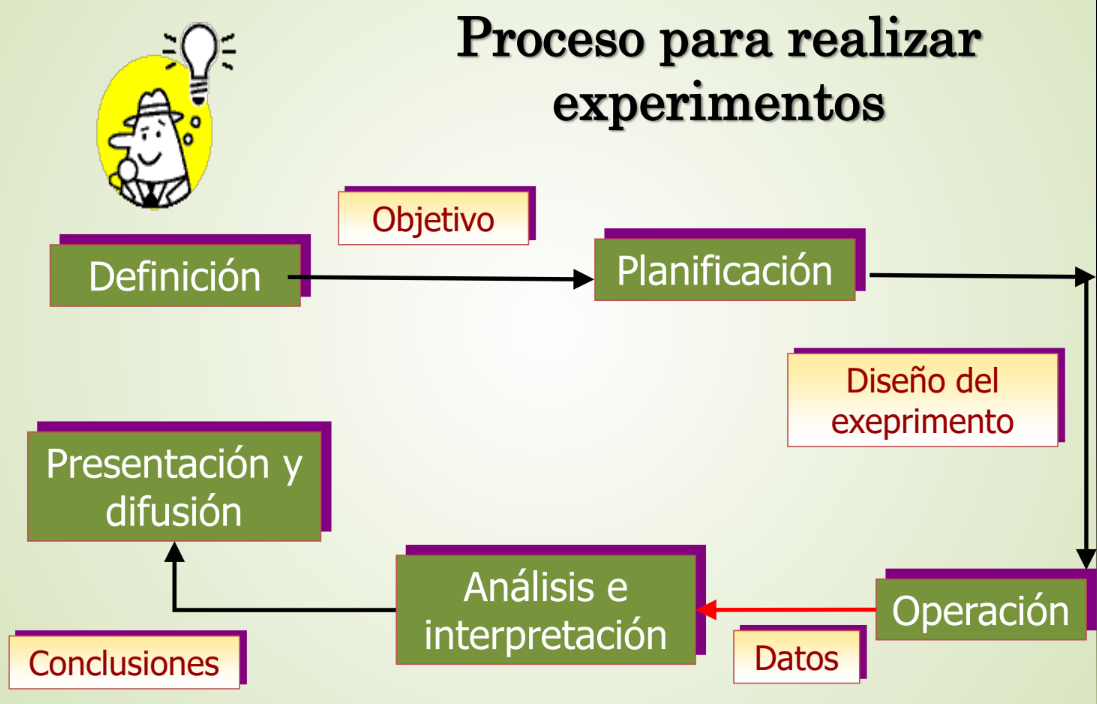 Proceso para realizar
experimentos
Objetivo
Definición
Planificación
Diseño del
exeprimento
Presentación y
difusión
Análisis e
interpretación
Operación
Datos
Conclusiones